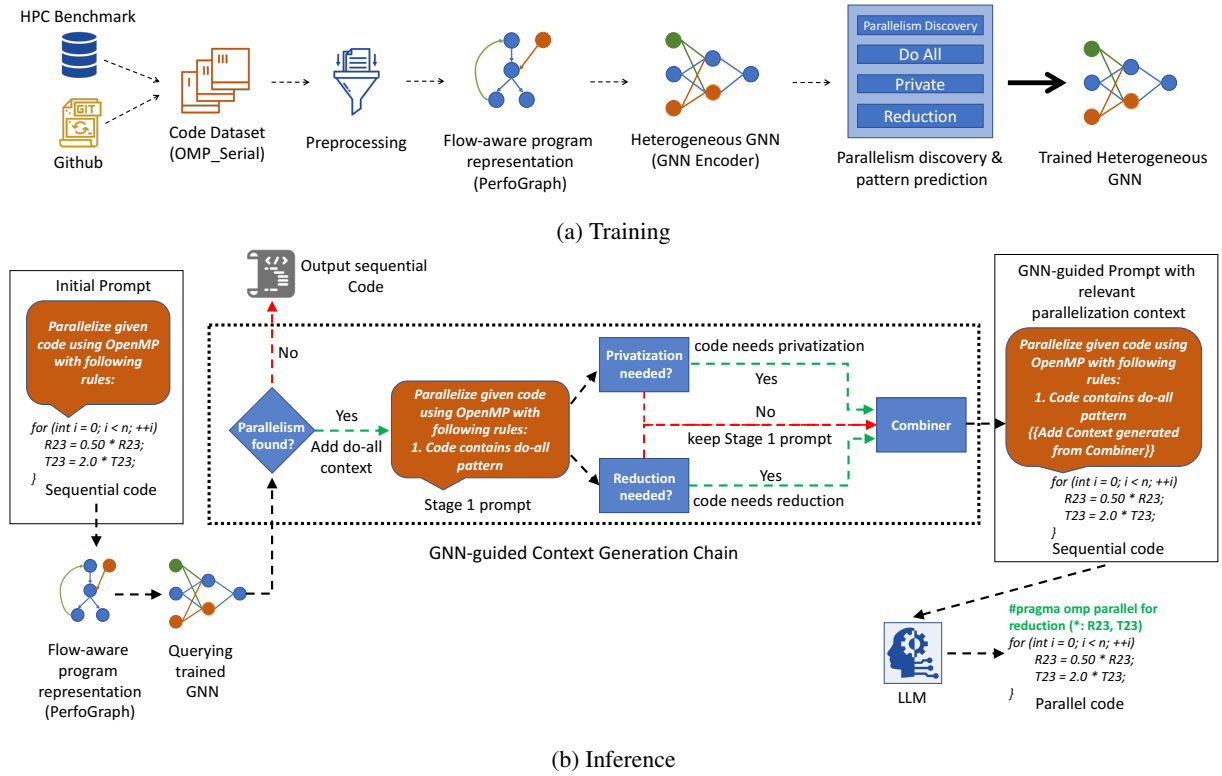 HPC Benchmark
GIT
Github
Code Dataset
(OMP_Serial)
Preprocessing
Flow-aware program
representation
(PerfoGraph)
Heterogeneous GNN
(GNN Encoder)
Parallelism Discovery
Do All
Private
Reduction
Parallelism discovery &
pattern prediction
Trained Heterogeneous
GNN
(a) Training
Initial Prompt
Parallelize given
code using OpenMP
with following
rules:
for (int i = 0; i < n; ++i)
R23 = 0.50 * R23;
T23 = 2.0 * T23;
}
Sequential code
Flow-aware
program
representation
(PerfoGraph)
Querying
trained
GNN
Output sequential
Code
No
Parallelism
found?
Yes
Add do-all
context
Parallelize given code
using OpenMP with
following rules:
1. Code contains do-all
pattern
Stage 1 prompt
Privatization
needed?
code needs privatization
Yes
No
keep Stage 1 prompt
Reduction
needed?
Yes
code needs reduction
Combiner
GNN-guided Context Generation Chain
GNN-guided Prompt with
relevant
parallelization context
Parallelize given code using
OpenMP with following
rules:
1. Code contains do-all
pattern
{{Add Context generated
from Combiner}}
for (int i = 0; i < n; ++i)
R23 = 0.50 * R23;
T23 = 2.0 * T23;
}
Sequential code
LLM
#pragma omp parallel for
reduction (*: R23, T23)
for (int i = 0; i < n; ++i)
R23 = 0.50 * R23;
T23 = 2.0 * T23;
}
Parallel code
(b) Inference